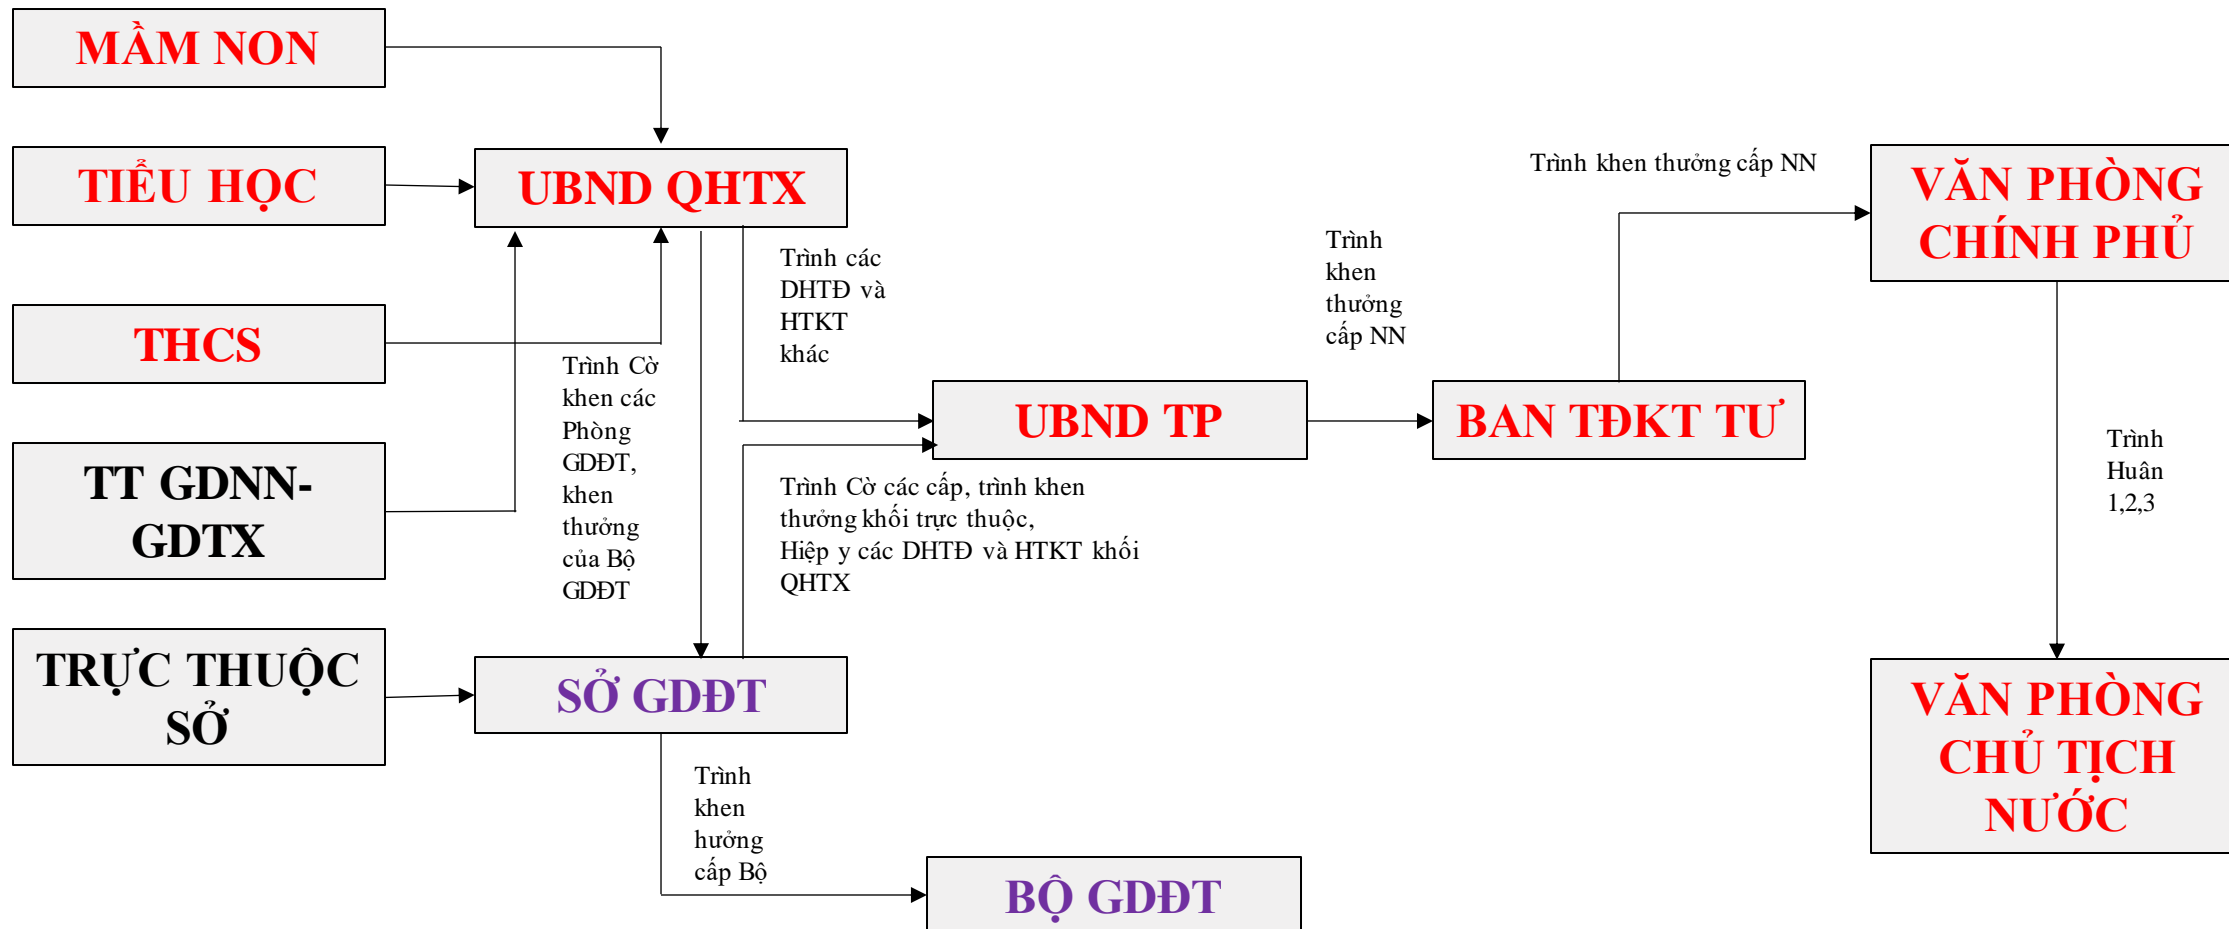 MẦM NON
TIỂU HỌC
UBND QHTX
THCS
TT GDNN-
GDTX
TRỰC THUỘC
SỞ
Trình Cờ
khen các
Phòng
GDĐT,
khen
thưởng
của Bộ
GDĐT
Trình các
DHTĐ và
HTKT
khác
SỞ GDĐT
Trình
khen
hưởng
cấp Bộ
UBND TP
Trình Cờ các cấp, trình khen
thưởng khối trực thuộc,
Hiệp y các DHTĐ và HTKT khối
QHTX
BỘ GDĐT
Trình
khen
thưởng
cấp NN
BAN TĐKT TƯ
Trình khen thưởng cấp NN
VĂN PHÒNG
CHÍNH PHỦ
Trình
Huân
1,2,3
VĂN PHÒNG
CHỦ TỊCH
NƯỚC